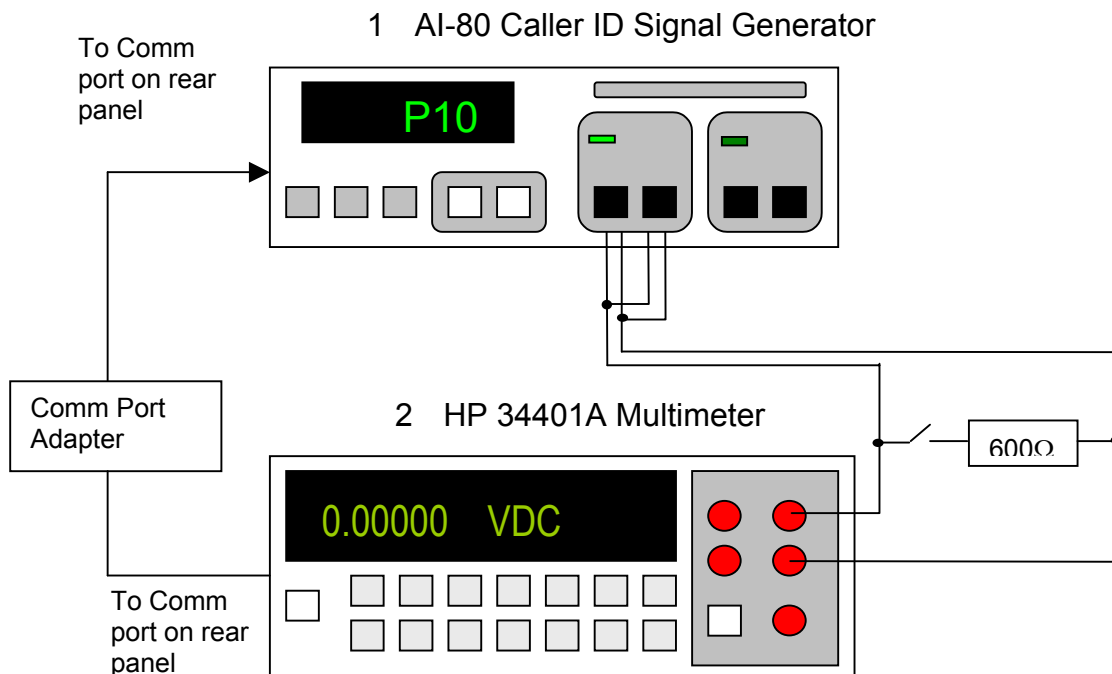 1 AI-80 Caller ID Signal Generator
To Comm
port on rear
panel
P10
Comm Port
Adapter
2 HP 34401A Multimeter
600Ω
0.00000 VDC
To Comm
port on rear
panel